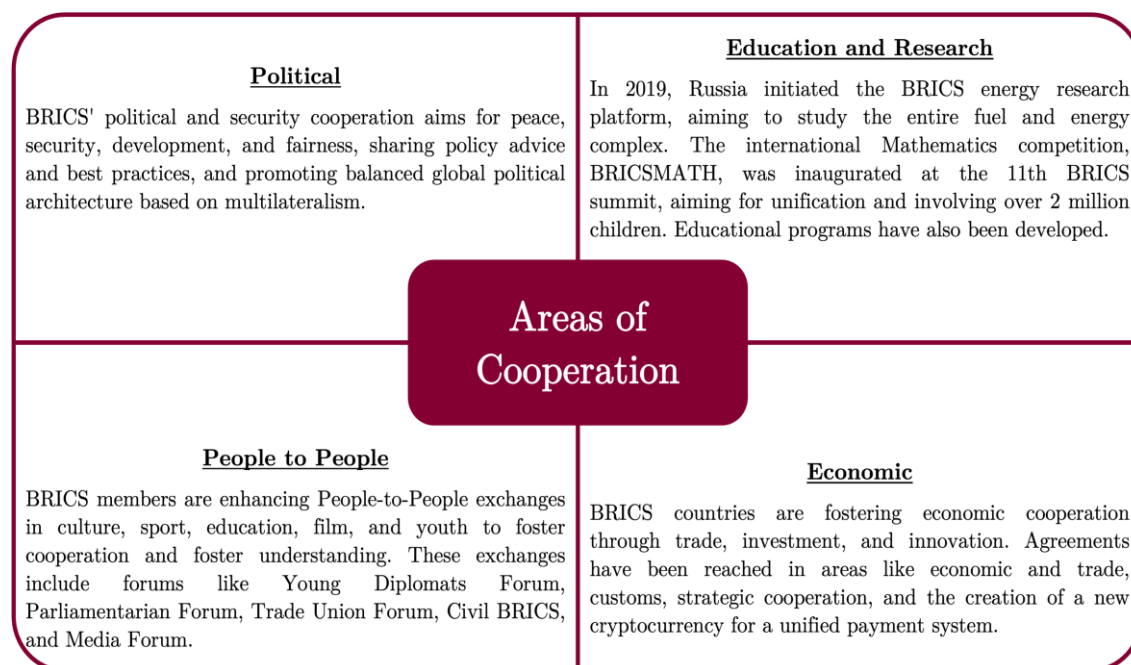 Political
BRICS' political and security cooperation aims for peace,
security, development, and fairness, sharing policy advice
and best practices, and promoting balanced global political
architecture based on multilateralism.
Education and Research
In 2019, Russia initiated the BRICS energy research
platform, aiming to study the entire fuel and energy
complex. The international Mathematics competition,
BRICSMATH, was inaugurated at the 11th BRICS
summit, aiming for unification and involving over 2 million
children. Educational programs have also been developed.
Areas of
Cooperation
People to People
BRICS members are enhancing People-to-People exchanges
in culture, sport, education, film, and youth to foster
cooperation and foster understanding. These exchanges
include forums like Young Diplomats Forum,
Parliamentarian Forum, Trade Union Forum, Civil BRICS,
and Media Forum.
Economic
BRICS countries are fostering economic cooperation
through trade, investment, and innovation. Agreements
have been reached in areas like economic and trade,
customs, strategic cooperation, and the creation of a new
cryptocurrency for a unified payment system.